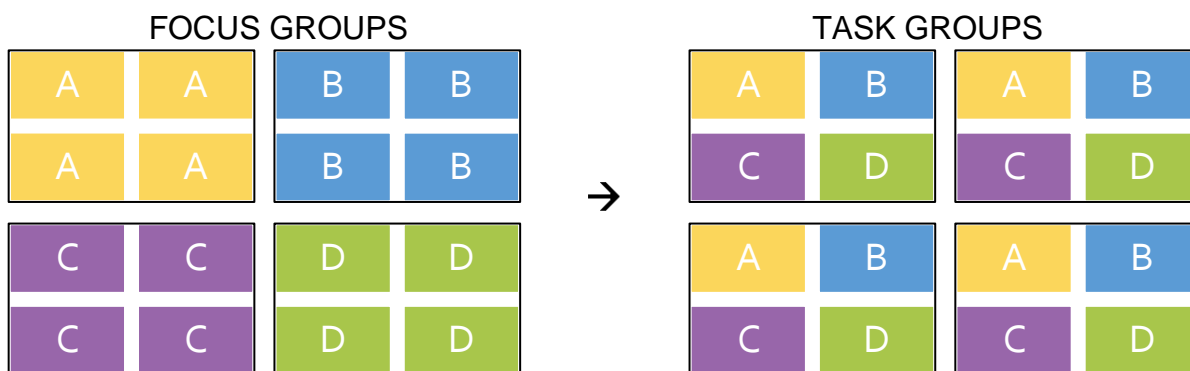 FOCUS GROUPS TASK GROUPS
A A B B A B A B
A A B B C D C D
→
C C D D A B A B
C C D D C D C D